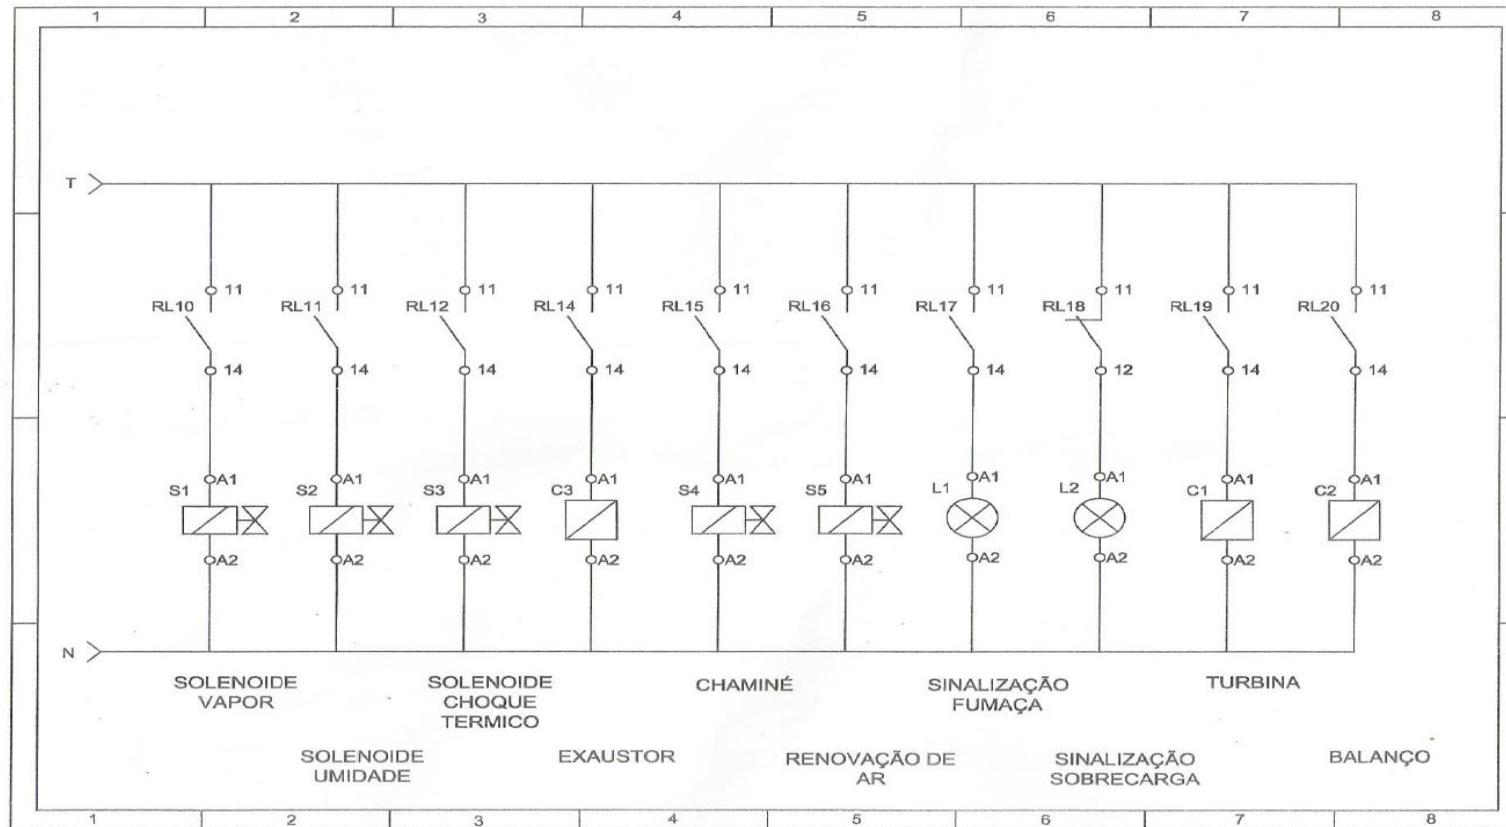 1 2 3 4 5 6 7 8
T
11 11 11 11 11 11 11 11 11 11
RL10 RL11 RL12 RL14 RL15 RL16 RL17 RL18 RL19 RL20
14 14 14 14 14 14 14 12 14 14
A1 A1 A1 A1 A1 A1 A1 A1 A1 A1
S1 S2 S3 C3 S4 S5 L1 L2 C1 C2
A2 A2 A2 A2 A2 A2 A2 A2 A2 A2
N
SOLENOIDE
VAPOR
SOLENOIDE
UMIDADE
SOLENOIDE
CHOQUE
TERMICO
EXAUSTOR
CHAMINÉ
RENOVAÇÃO DE
AR
SINALIZAÇÃO
FUMAÇA
SINALIZAÇÃO
SOBRECARGA
TURBINA
BALANÇO
1 2 3 4 5 6 7 8